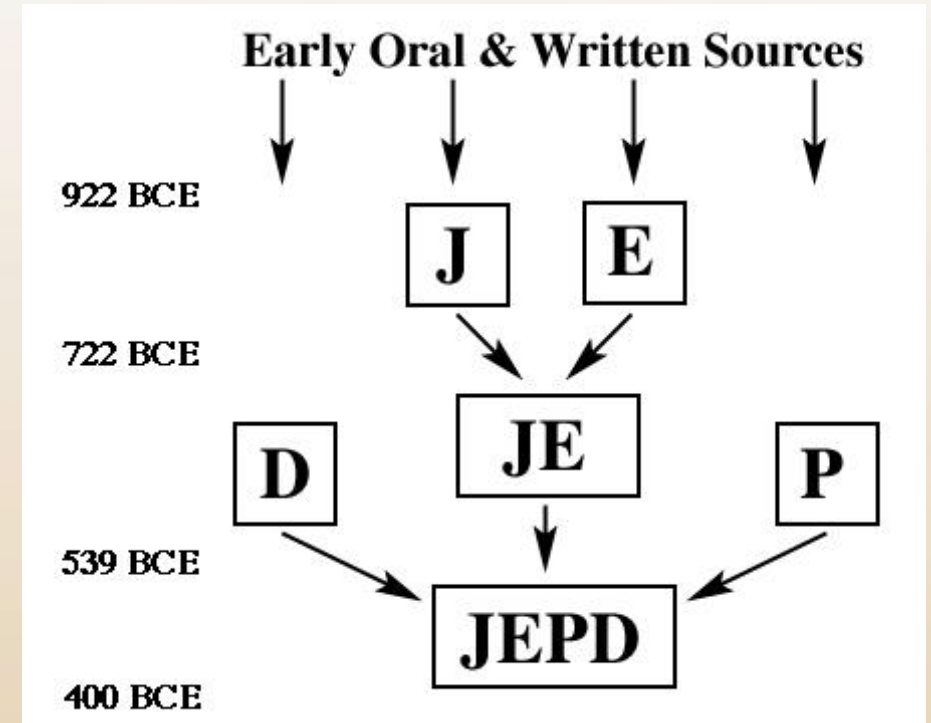 Early Oral & Written Sources
922 BCE
J
E
722 BCE
JE
D
P
539 BCE
JEPD
400 BCE